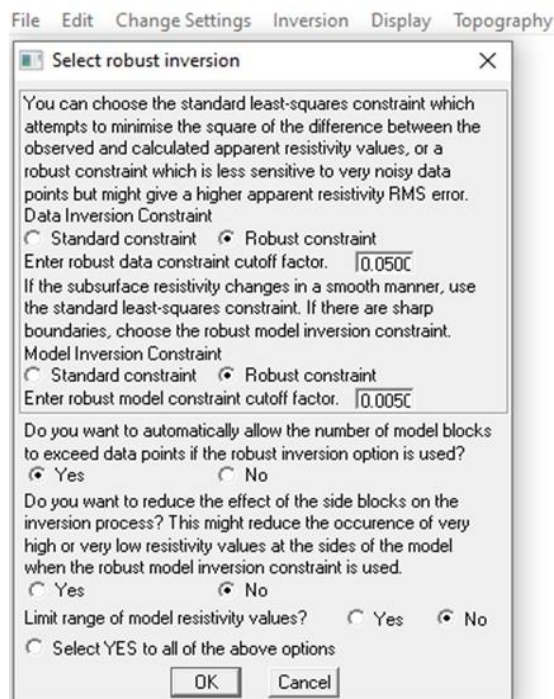 File Edit Change Settings Inversion Display Topography
Select robust inversion
You can choose the standard least-squares constraint which
attempts to minimise the square of the difference between the
observed and calculated apparent resistivity values, or a
robust constraint which is less sensitive to very noisy data
points but might give a higher apparent resistivity RMS error.
Data Inversion Constraint
Standard constraint Robust constraint
Enter robust data constraint cutoff factor. 0.0500
If the subsurface resistivity changes in a smooth manner, use
the standard least-squares constraint. If there are sharp
boundaries, choose the robust model inversion constraint.
Model Inversion Constraint
Standard constraint Robust constraint
Enter robust model constraint cutoff factor. 0.0050
Do you want to automatically allow the number of model blocks
to exceed data points if the robust inversion option is used?
Yes No
Do you want to reduce the effect of the side blocks on the
inversion process? This might reduce the occurence of very
high or very low resistivity values at the sides of the model
when the robust model inversion constraint is used.
Yes No
Limit range of model resistivity values? Yes No
Select YES to all of the above options
OK Cancel